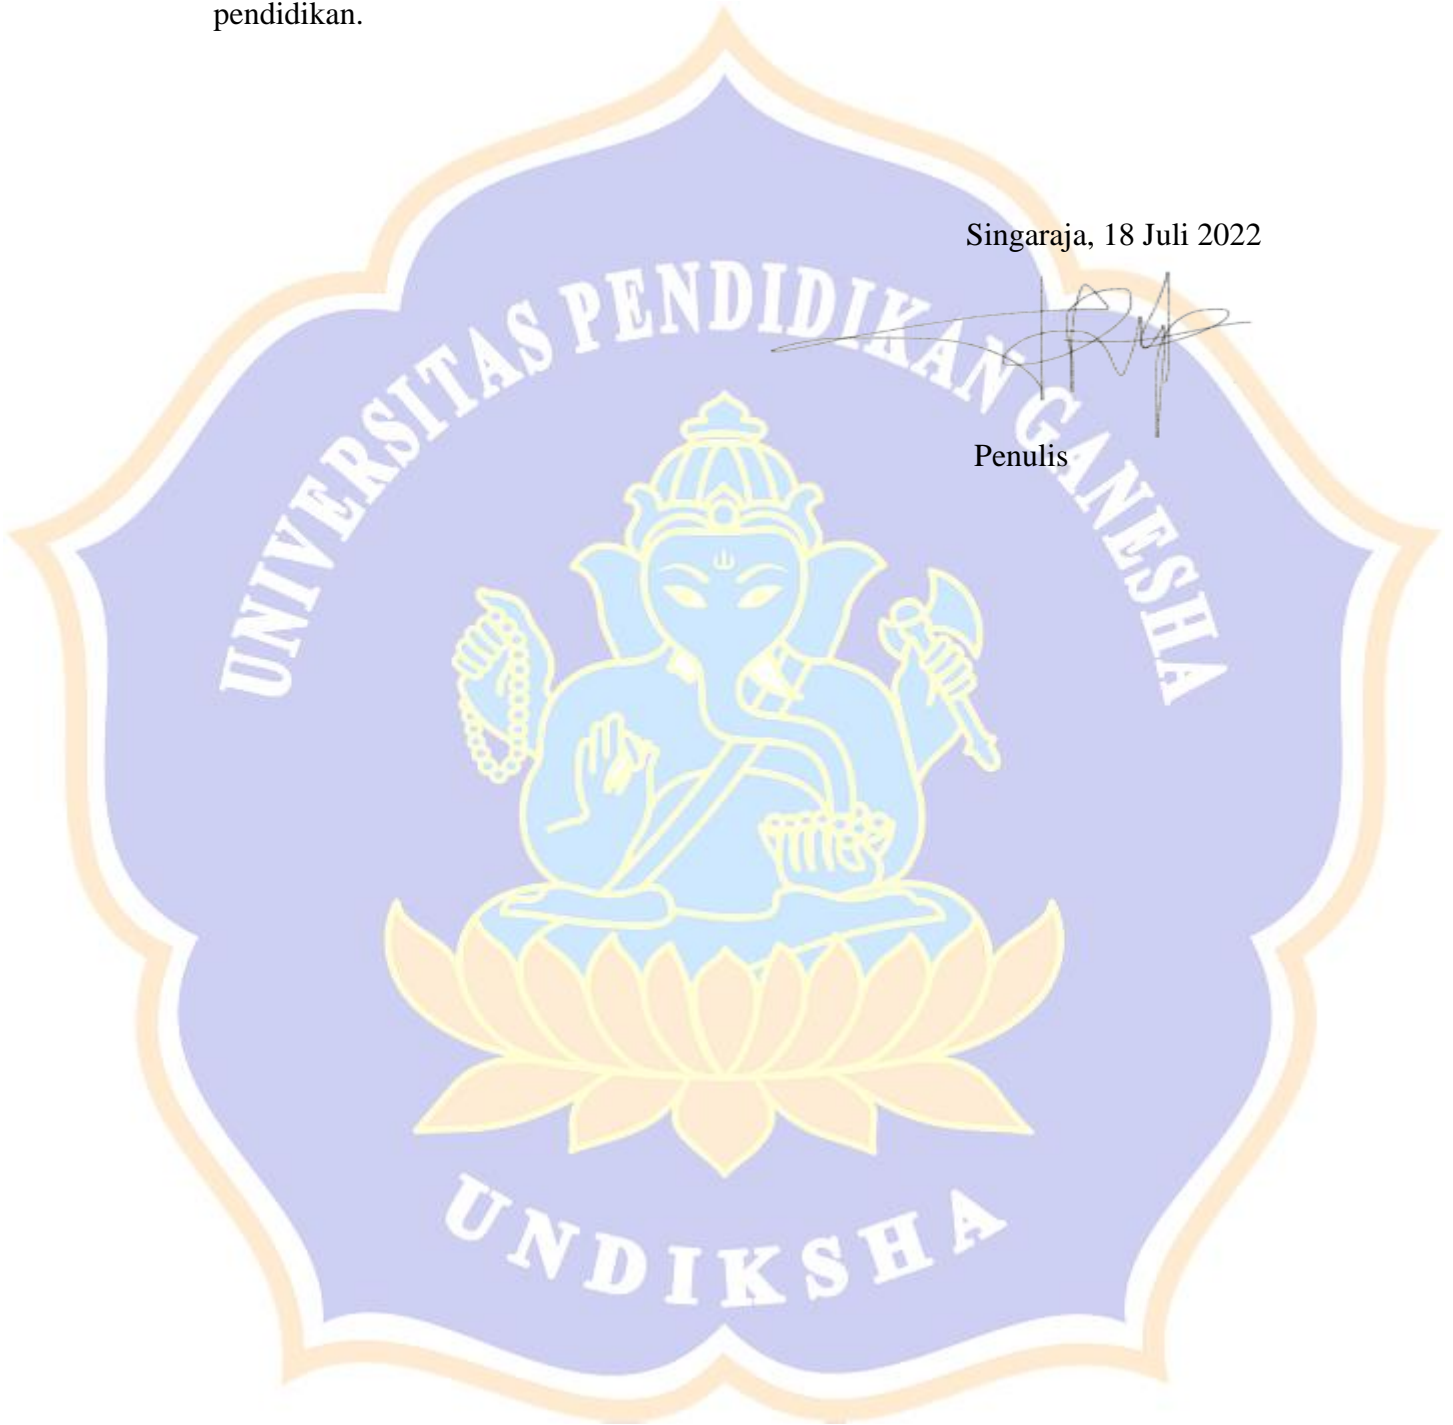 pendidikan.
Singaraja, 18 Juli 2022
UNIVERSITAS PENDIDIKAN GANESHA
Penulis
UNDIKSHA